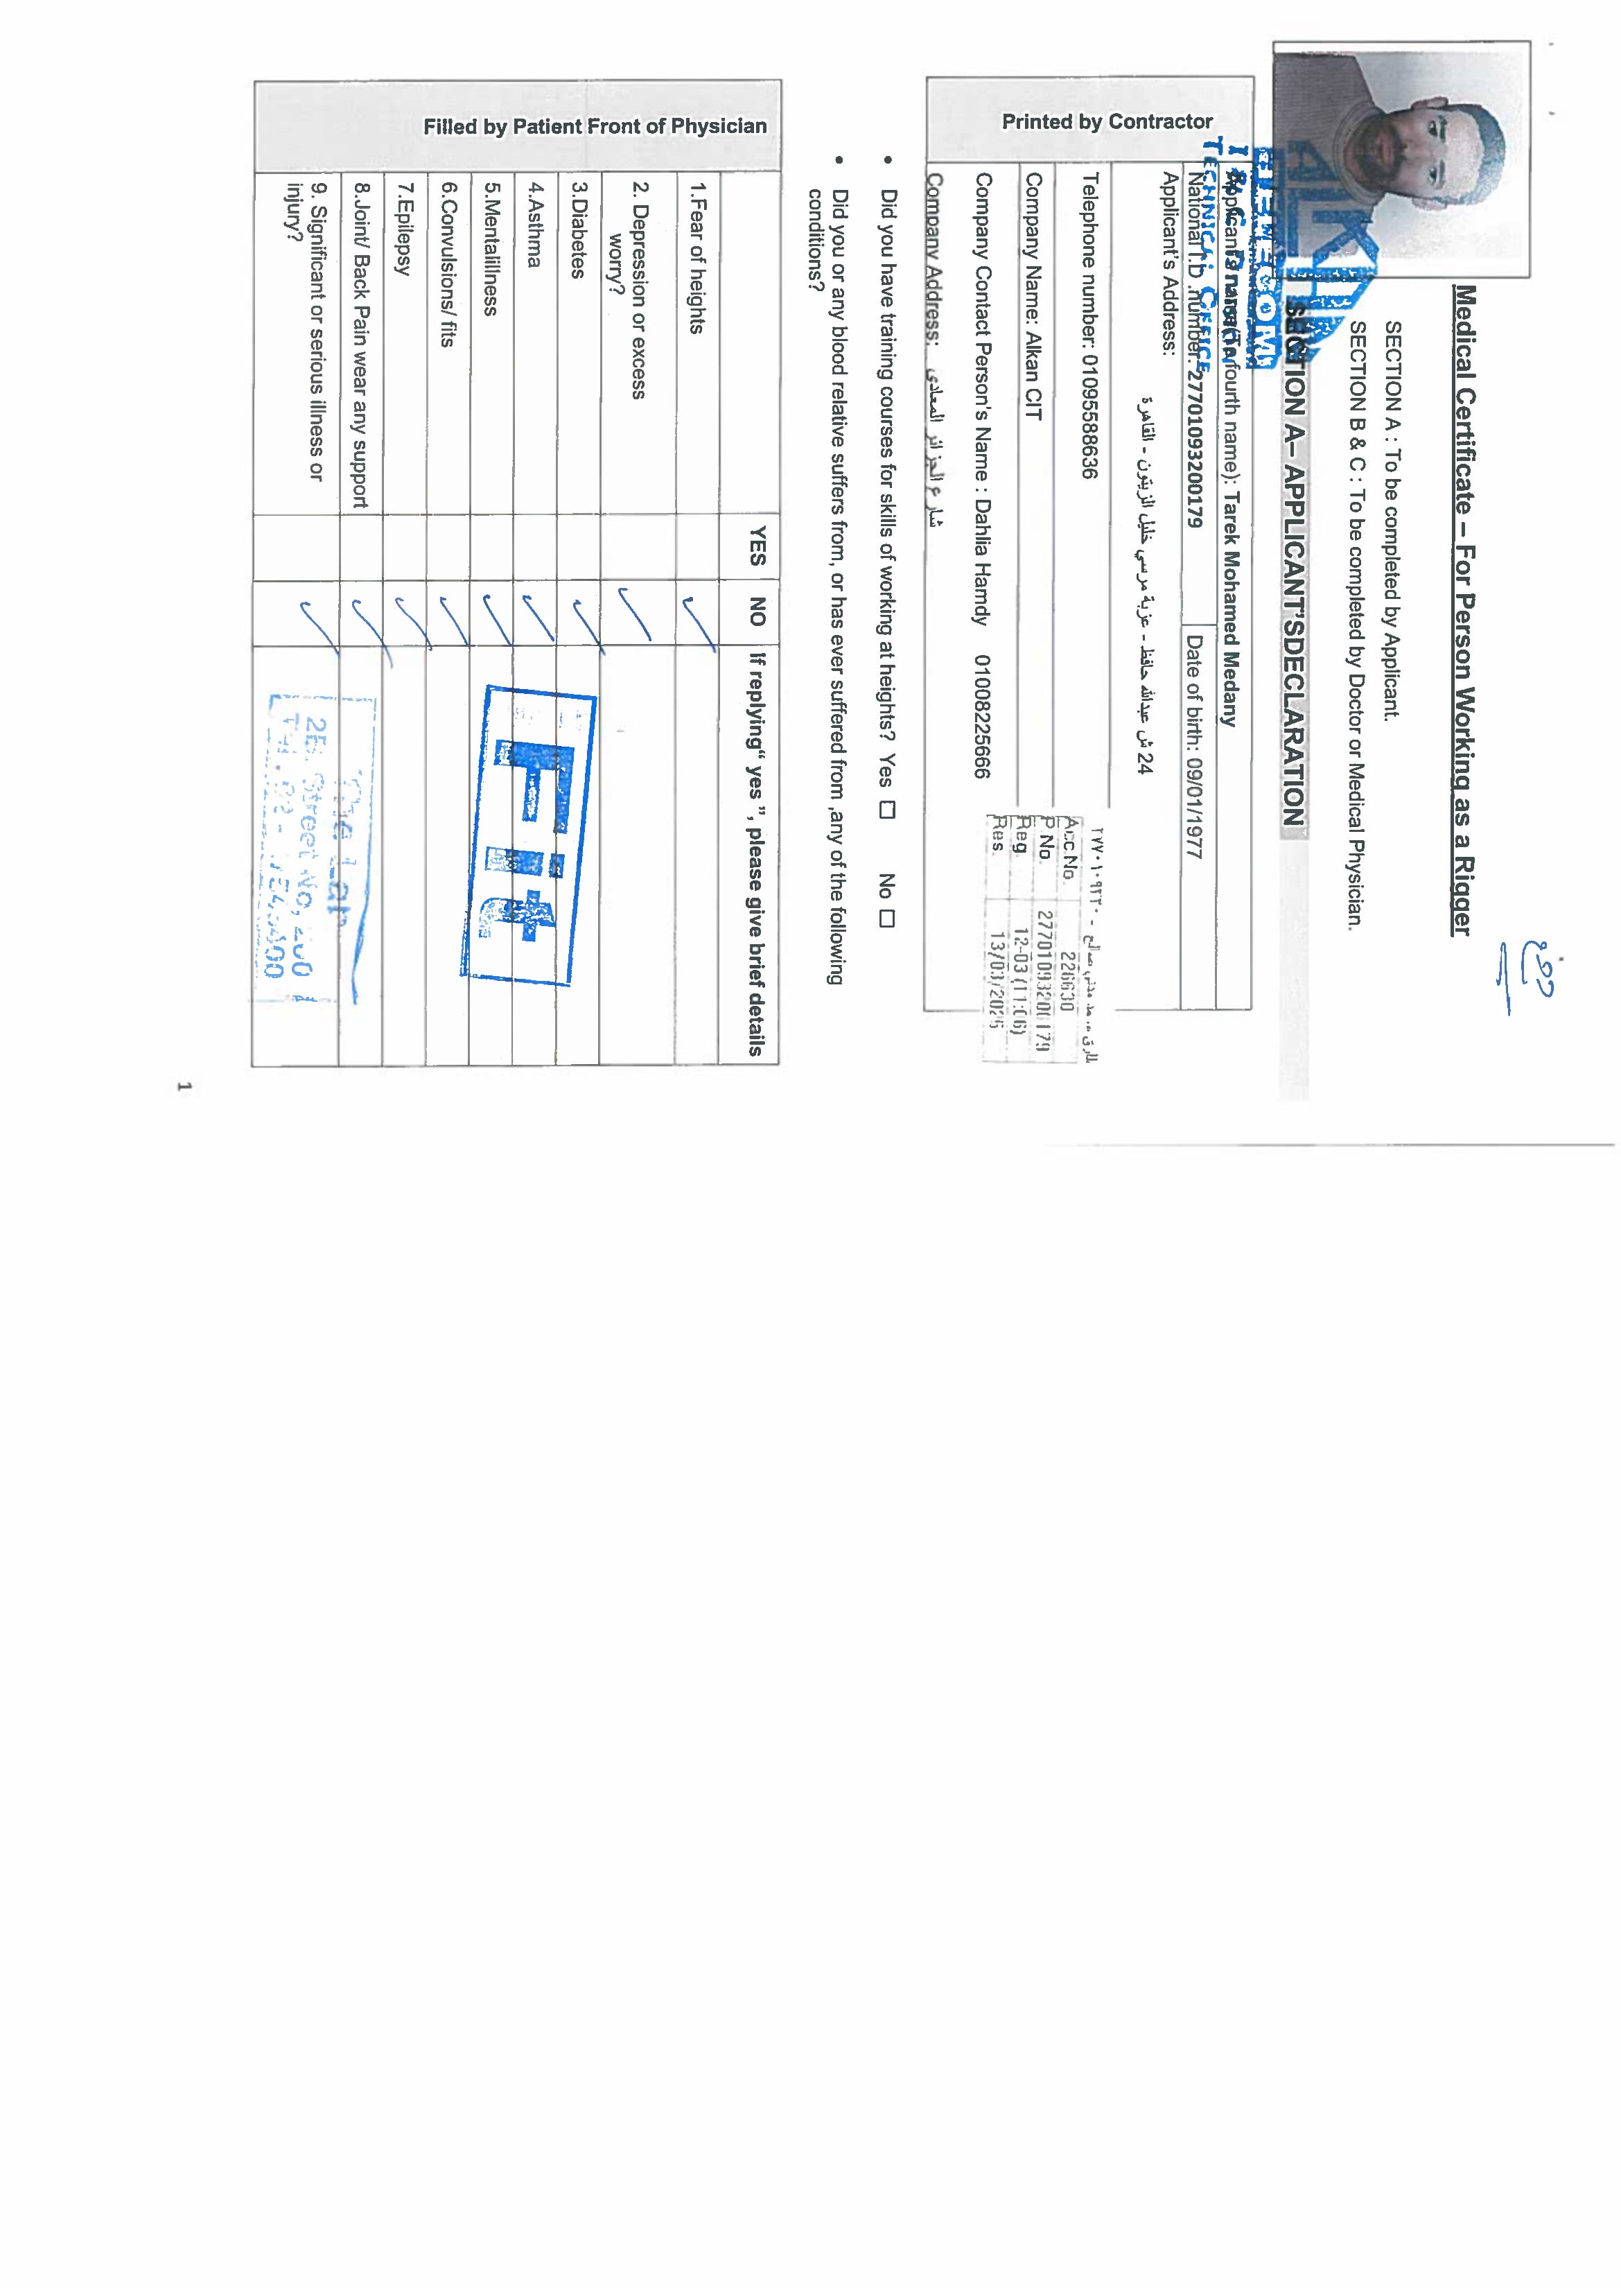 دفع
Medical Certificate – For Person Working as a Rigger
SECTION A : To be completed by Applicant.
SECTION B & C : To be completed by Doctor or Medical Physician.
SECTION A– APPLICANT'SDECLARATION
ALKAN
TELECOM
TECHNICAL OFFICE
Printed by Contractor
fourth name): Tarek Mohamed Medany
National I.D .number: 27701093200179
Date of birth: 09/01/1977
Applicant's Address:
24 ش عبدالله حافظ - عزبة مرسي خليل الزيتون - القاهرة
Telephone number: 01095588636
Company Name: Alkan CIT
Company Contact Person's Name : Dahlia Hamdy 01008225666
Company Address: شارع الجزائر المعادى
Acc.No. 226630
P No. 27701093200179
Reg. 12-03 (11:06)
Res. 13/03/2025
• Did you have training courses for skills of working at heights? Yes ☐ No ☐
• Did you or any blood relative suffers from, or has ever suffered from ,any of the following
conditions?
Filled by Patient Front of Physician
YES NO If replying“ yes ”, please give brief details
1.Fear of heights ✓
2. Depression or excess
worry? ✓
3.Diabetes ✓
4.Asthma ✓
5.Mentalillness ✓
6.Convulsions/ fits ✓
7.Epilepsy ✓
8.Joint/ Back Pain wear any support ✓
9. Significant or serious illness or
injury? ✓
Fit
The Lab
Street No, 200
1